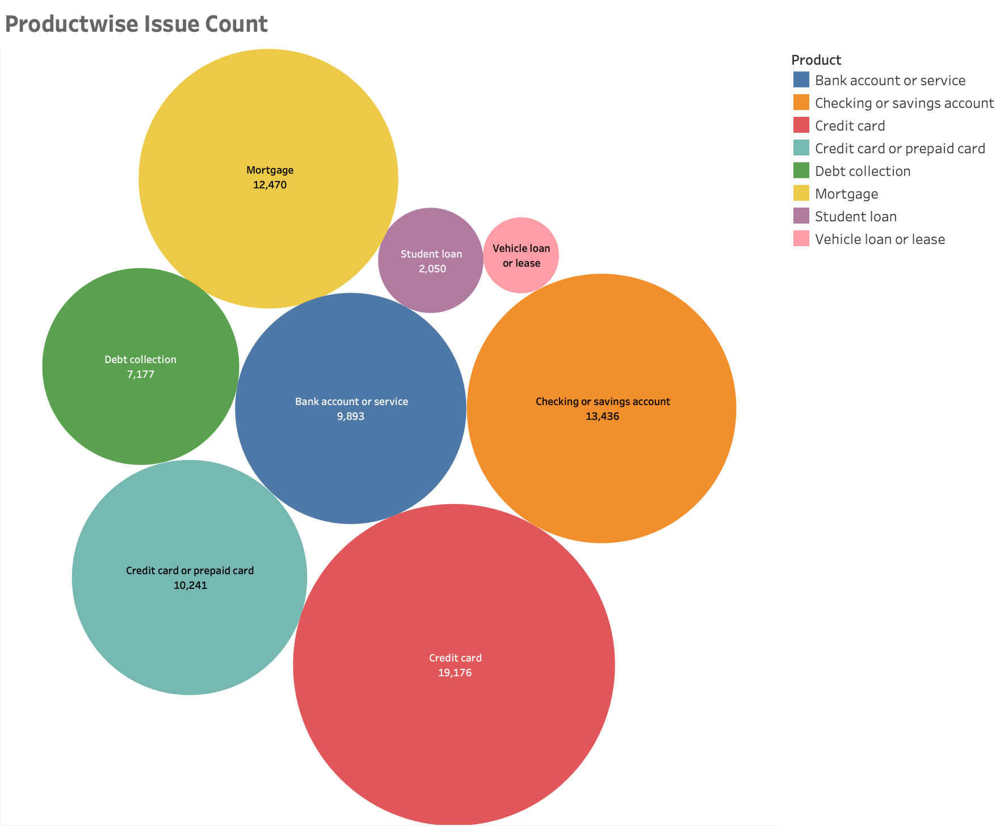 Productwise Issue Count
Mortgage
12,470
Student loan
2,050
Vehicle loan
or lease
Debt collection
7,177
Bank account or service
9,893
Checking or savings account
13,436
Credit card or prepaid card
10,241
Credit card
19,176
Product
Bank account or service
Checking or savings account
Credit card
Credit card or prepaid card
Debt collection
Mortgage
Student loan
Vehicle loan or lease